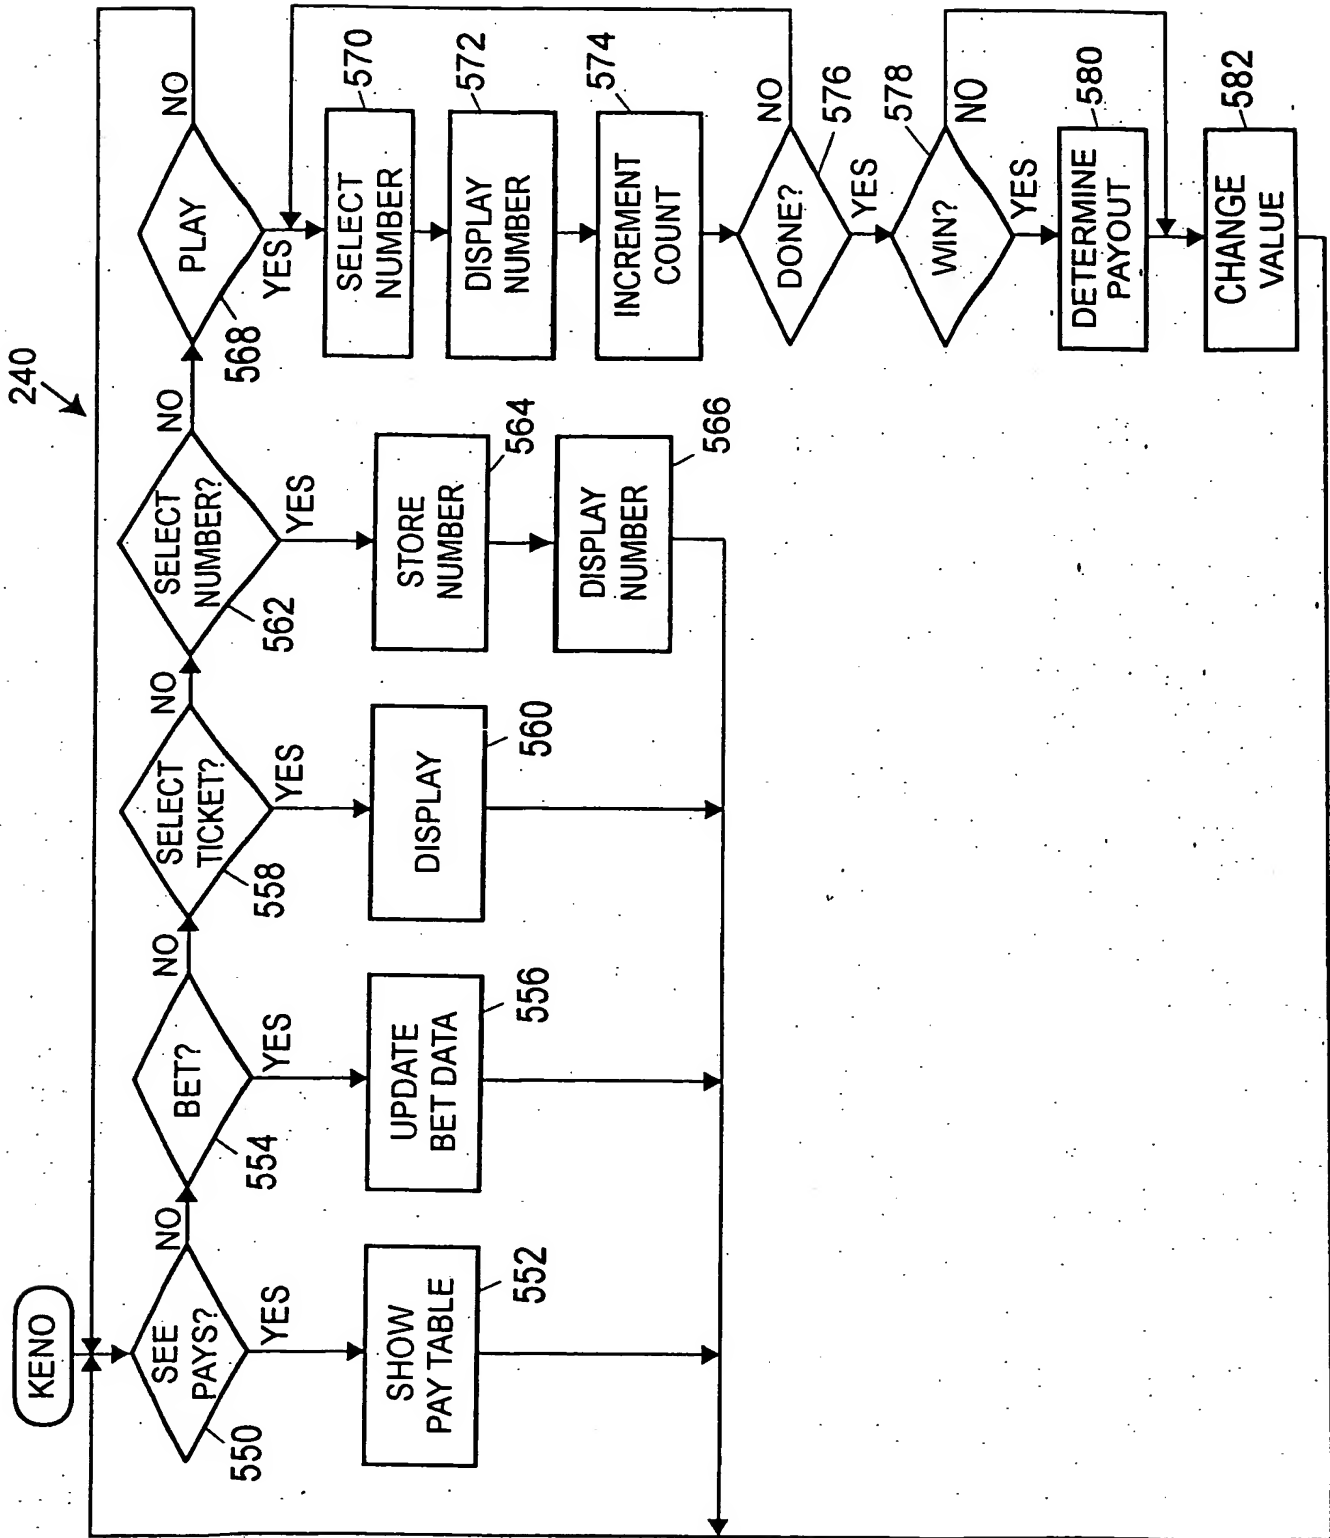 240
KENO
SEE
PAYS?
550
NO
YES
SHOW
PAY TABLE
552
BET?
554
NO
YES
UPDATE
BET DATA
556
SELECT
TICKET?
558
NO
YES
DISPLAY
560
SELECT
NUMBER?
562
NO
YES
STORE
NUMBER
564
DISPLAY
NUMBER
566
PLAY
568
NO
YES
SELECT
NUMBER
570
DISPLAY
NUMBER
572
INCREMENT
COUNT
574
DONE?
576
NO
YES
WIN?
578
NO
YES
DETERMINE
PAYOUT
580
CHANGE
VALUE
582